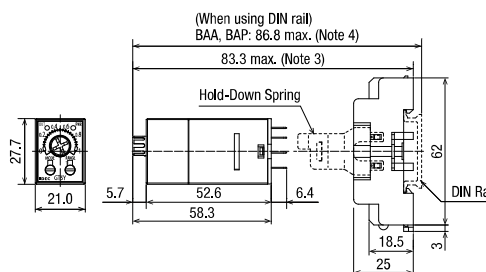 (When using DIN rail)
BAA, BAP: 86.8 max. (Note 4)
83.3 max. (Note 3)
Hold-Down Spring
27.7
21.0
5.7
52.6
6.4
58.3
62
DIN Ra
18.5
3
25